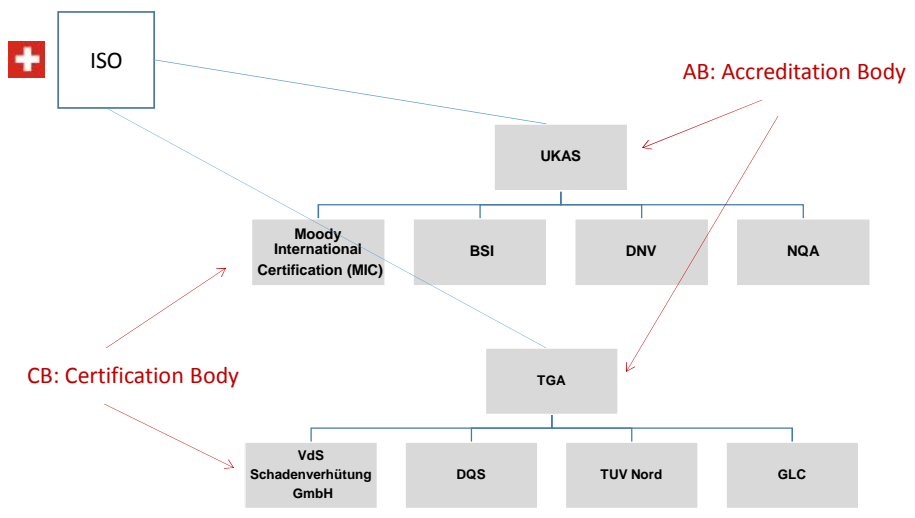 ISO
AB: Accreditation Body
UKAS
Moody
International
Certification (MIC)
BSI
DNV
NQA
CB: Certification Body
TGA
VdS
Schadenverhütung
GmbH
DQS
TUV Nord
GLC